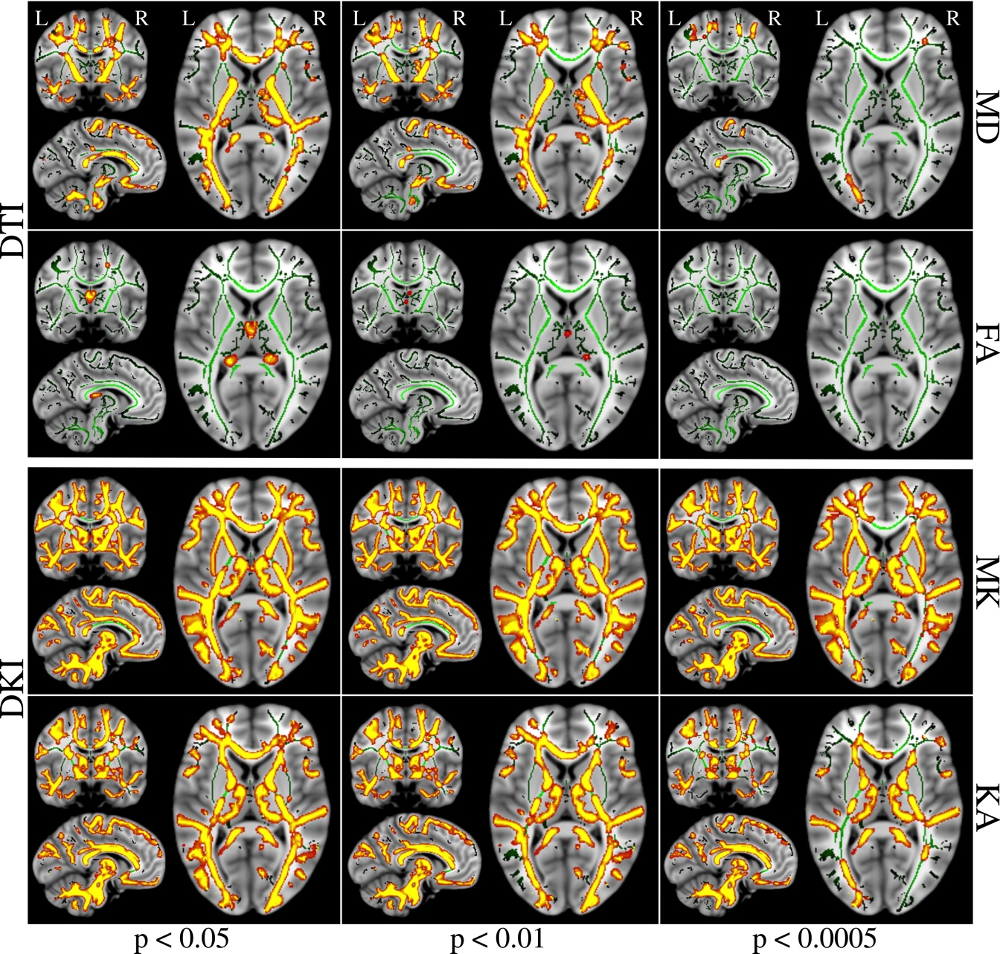 L R L R L R L R L R L R
MD
DTI
FA
MK
DKI
KA
p < 0.05 p < 0.01 p < 0.0005